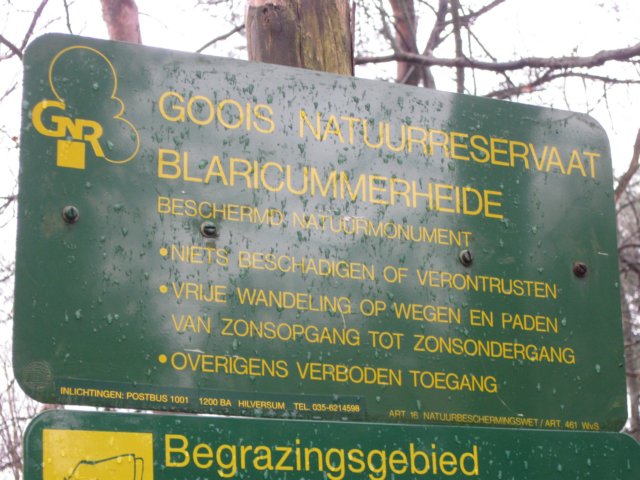 GNR
GOOIS NATUURRESERVAAT
BLARICUMMERHEIDE
BESCHERMD NATUURMONUMENT
• NIETS BESCHADIGEN OF VERONTRUSTEN
• VRIJE WANDELING OP WEGEN EN PADEN
VAN ZONSOPGANG TOT ZONSONDERGANG
• OVERIGENS VERBODEN TOEGANG
INLICHTINGEN: POSTBUS 1001 1200 BA HILVERSUM TEL. 035-6214598
ART. 16 NATUURBESCHERMINGSWET / ART. 461 WvS
Begrazingsgebied